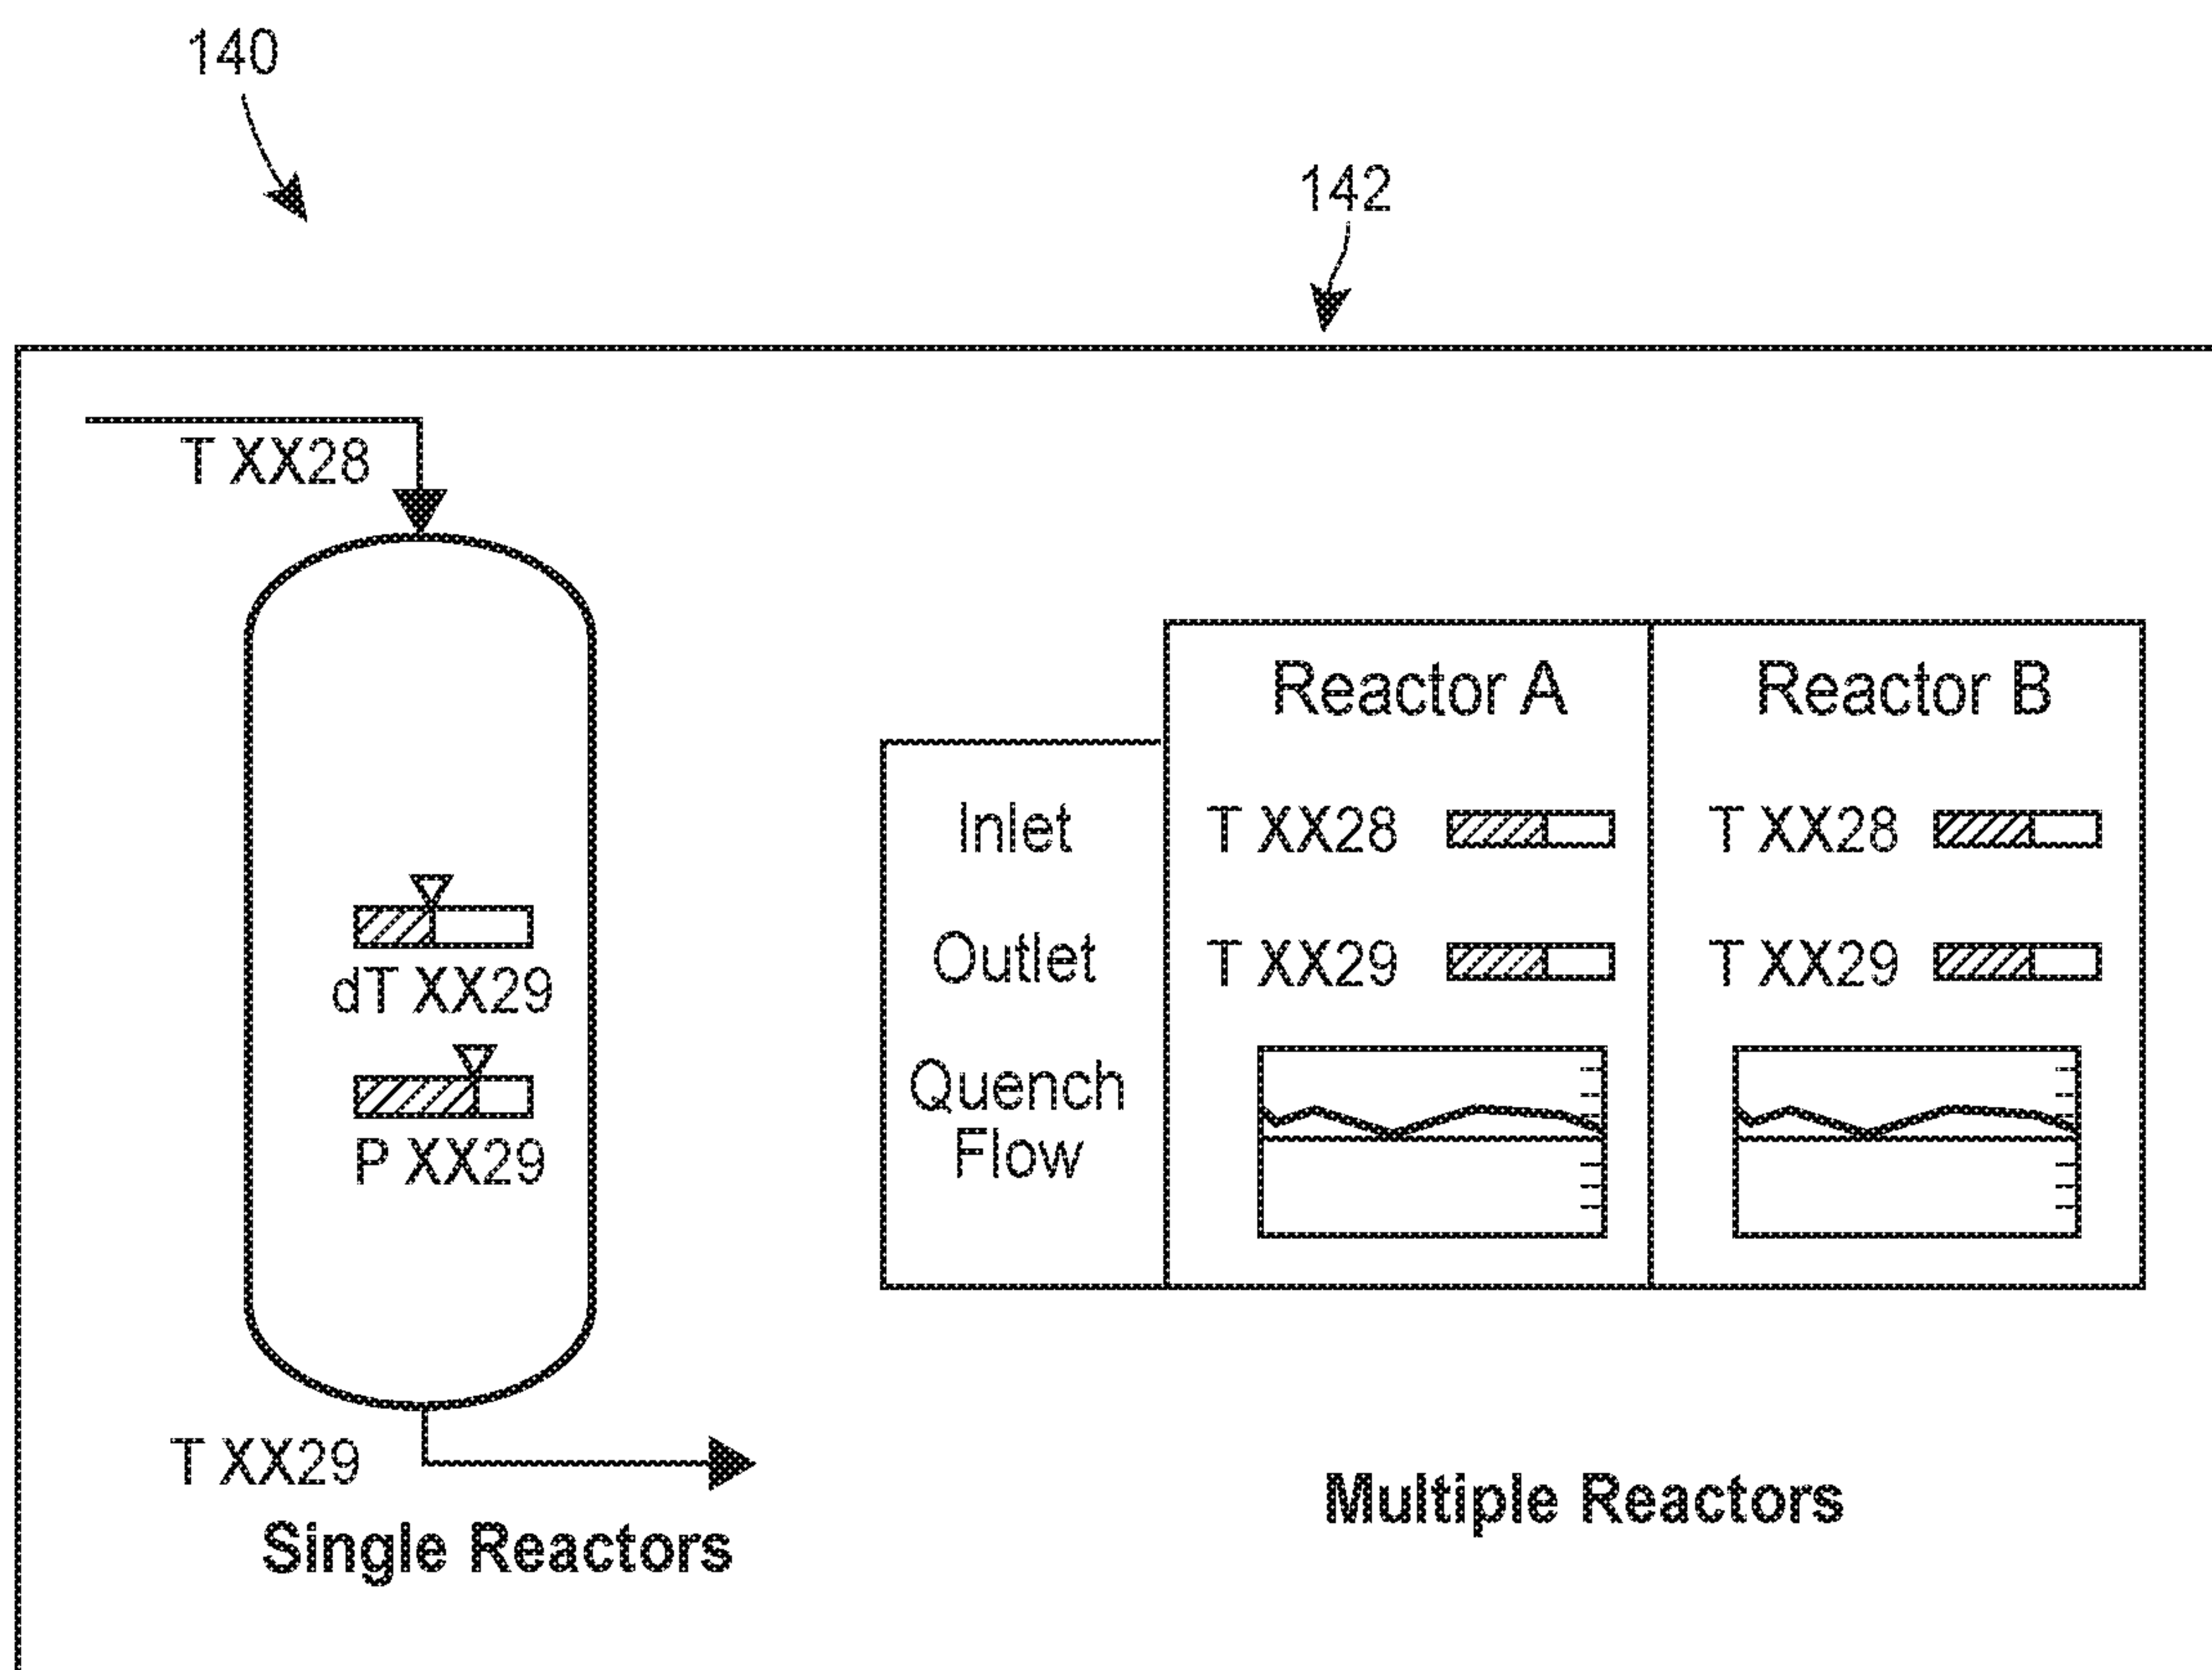 140
142
T XX28
dT XX29
P XX29
T XX29
Single Reactors
Reactor A
Reactor B
Inlet
T XX28
T XX28
Outlet
T XX29
T XX29
Quench
Flow
Multiple Reactors